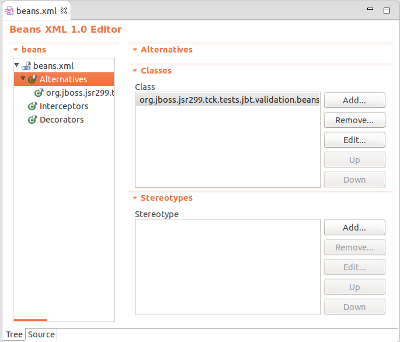 beans.xml
Beans XML 1.0 Editor
beans
beans.xml
Alternatives
org.jboss.jsr299.t
Interceptors
Decorators
Alternatives
Classes
Class
org.jboss.jsr299.tck.tests.jbt.validation.beans
Add...
Remove...
Edit...
Up
Down
Stereotypes
Stereotype
Add...
Remove...
Edit...
Up
Down
Tree Source